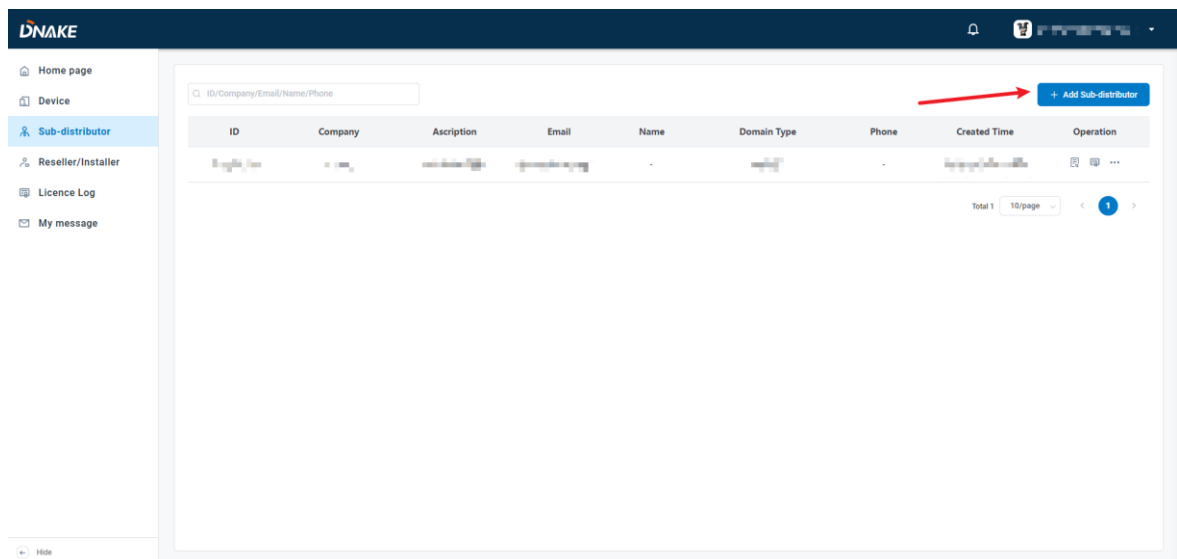 DNAKE
Home page
Device
Sub-distributor
Reseller/Installer
Licence Log
My message
Hide
ID/Company/Email/Name/Phone
+ Add Sub-distributor
ID Company Ascription Email Name Domain Type Phone Created Time Operation
- -
Total 1 10/page < 1 >